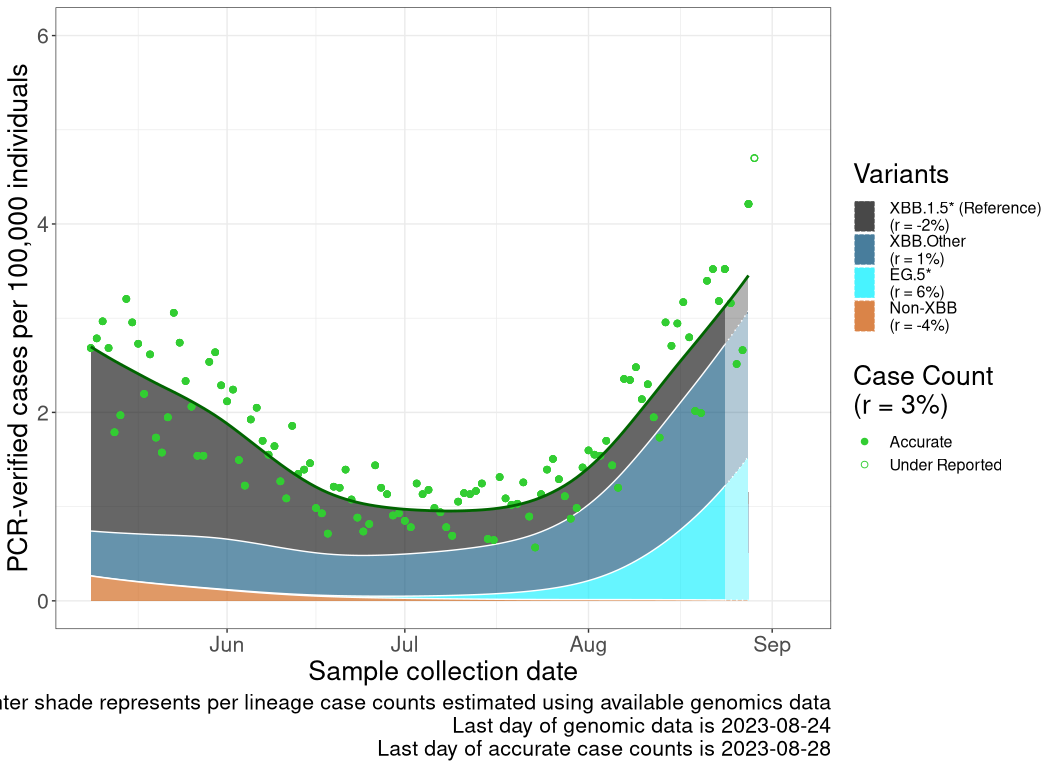 PCR-verified cases per 100,000 individuals
6
4
2
0
Jun
Jul
Aug
Sep
Sample collection date
Variants
XBB.1.5* (Reference)
(r = -2%)
XBB.Other
(r = 1%)
EG.5*
(r = 6%)
Non-XBB
(r = -4%)
Case Count
(r = 3%)
Accurate
Under Reported
shade represents per lineage case counts estimated using available genomics data
Last day of genomic data is 2023-08-24
Last day of accurate case counts is 2023-08-28